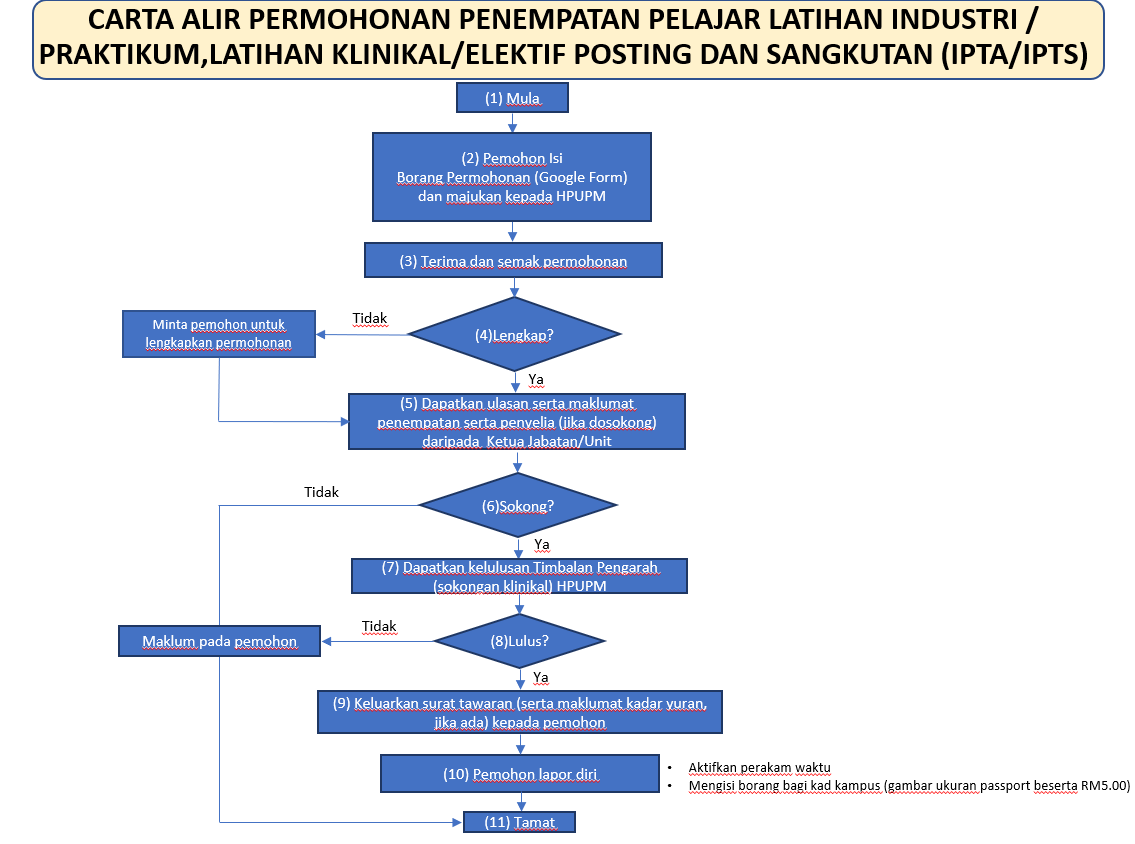 CARTA ALIR PERMOHONAN PENEMPATAN PELAJAR LATIHAN INDUSTRI /
PRAKTIKUM,LATIHAN KLINIKAL/ELEKTIF POSTING DAN SANGKUTAN (IPTA/IPTS)
(1) Mula
(2) Pemohon Isi
Borang Permohonan (Google Form)
dan majukan kepada HPUPM
(3) Terima dan semak permohonan
Tidak
Minta pemohon untuk
lengkapkan permohonan
(4)Lengkap?
Ya
(5) Dapatkan ulasan serta maklumat
penempatan serta penyelia (jika dosokong)
daripada Ketua Jabatan/Unit
Tidak
(6)Sokong?
Ya
(7) Dapatkan kelulusan Timbalan Pengarah
(sokongan klinikal) HPUPM
Tidak
Maklum pada pemohon
(8)Lulus?
Ya
(9) Keluarkan surat tawaran (serta maklumat kadar yuran,
jika ada) kepada pemohon
(10) Pemohon lapor diri
• Aktifkan perakam waktu
• Mengisi borang bagi kad kampus (gambar ukuran passport beserta RM5.00)
(11) Tamat